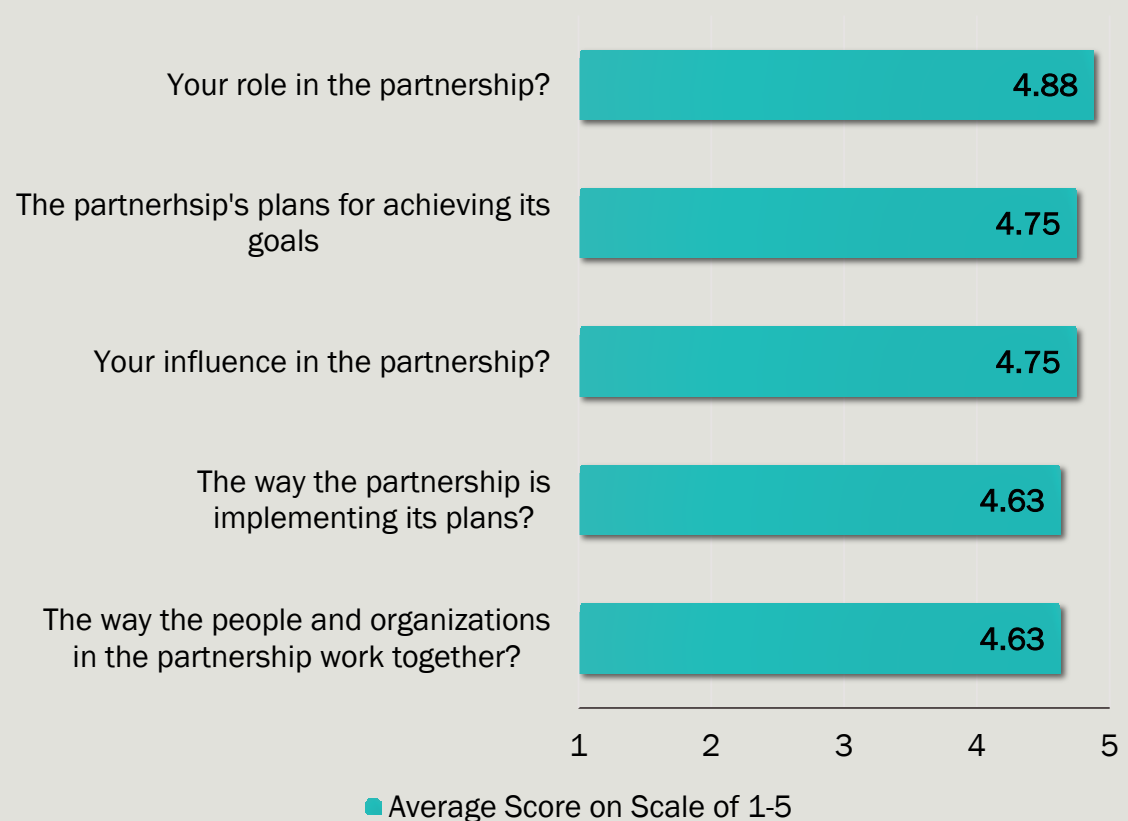 Your role in the partnership?
4.88
The partnerhsip's plans for achieving its
goals
4.75
Your influence in the partnership?
4.75
The way the partnership is
implementing its plans?
4.63
The way the people and organizations
in the partnership work together?
4.63
1 2 3 4 5
Average Score on Scale of 1-5